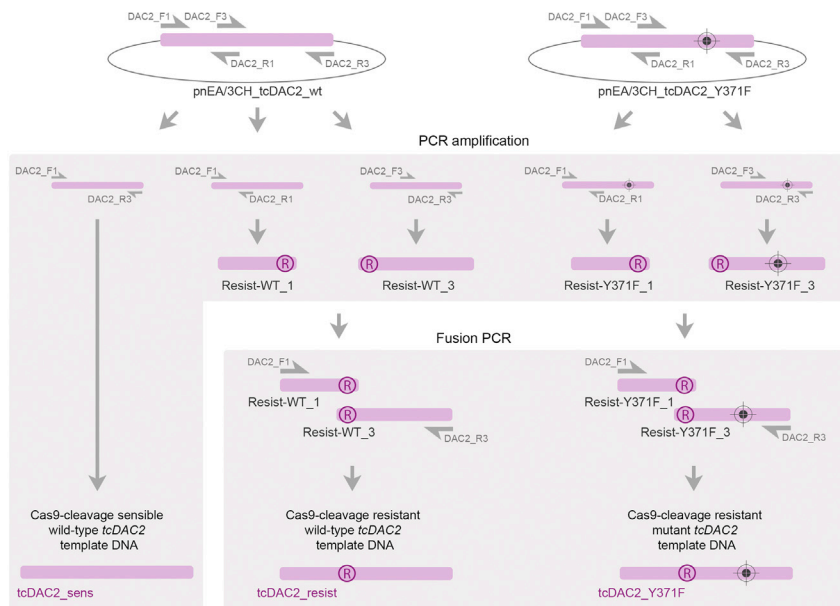 DAC2_F1 DAC2_F3
DAC2_R1 DAC2_R3
pnEA/3CH_tcDAC2_wt
DAC2_F1 DAC2_F3
DAC2_R1 DAC2_R3
pnEA/3CH_tcDAC2_Y371F
PCR amplification
DAC2_F1
DAC2_R3
DAC2_F1
DAC2_R1
DAC2_F3
DAC2_R3
DAC2_F1
DAC2_R1
DAC2_F3
DAC2_R3
R
Resist-WT_1
R
Resist-WT_3
R
Resist-Y371F_1
R
Resist-Y371F_3
Fusion PCR
DAC2_F1
R
Resist-WT_1
R
Resist-WT_3
DAC2_R3
DAC2_F1
R
Resist-Y371F_1
R
Resist-Y371F_3
DAC2_R3
Cas9-cleavage sensible
wild-type tcDAC2
template DNA
tcDAC2_sens
Cas9-cleavage resistant
wild-type tcDAC2
template DNA
R
tcDAC2_resist
Cas9-cleavage resistant
mutant tcDAC2
template DNA
R
tcDAC2_Y371F